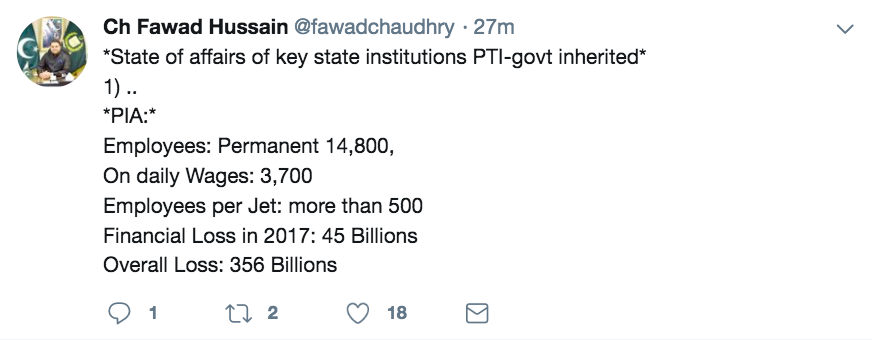 Ch Fawad Hussain @fawadchaudhry · 27m
*State of affairs of key state institutions PTI-govt inherited*
1) ..
*PIA:*
Employees: Permanent 14,800,
On daily Wages: 3,700
Employees per Jet: more than 500
Financial Loss in 2017: 45 Billions
Overall Loss: 356 Billions
1 2 18